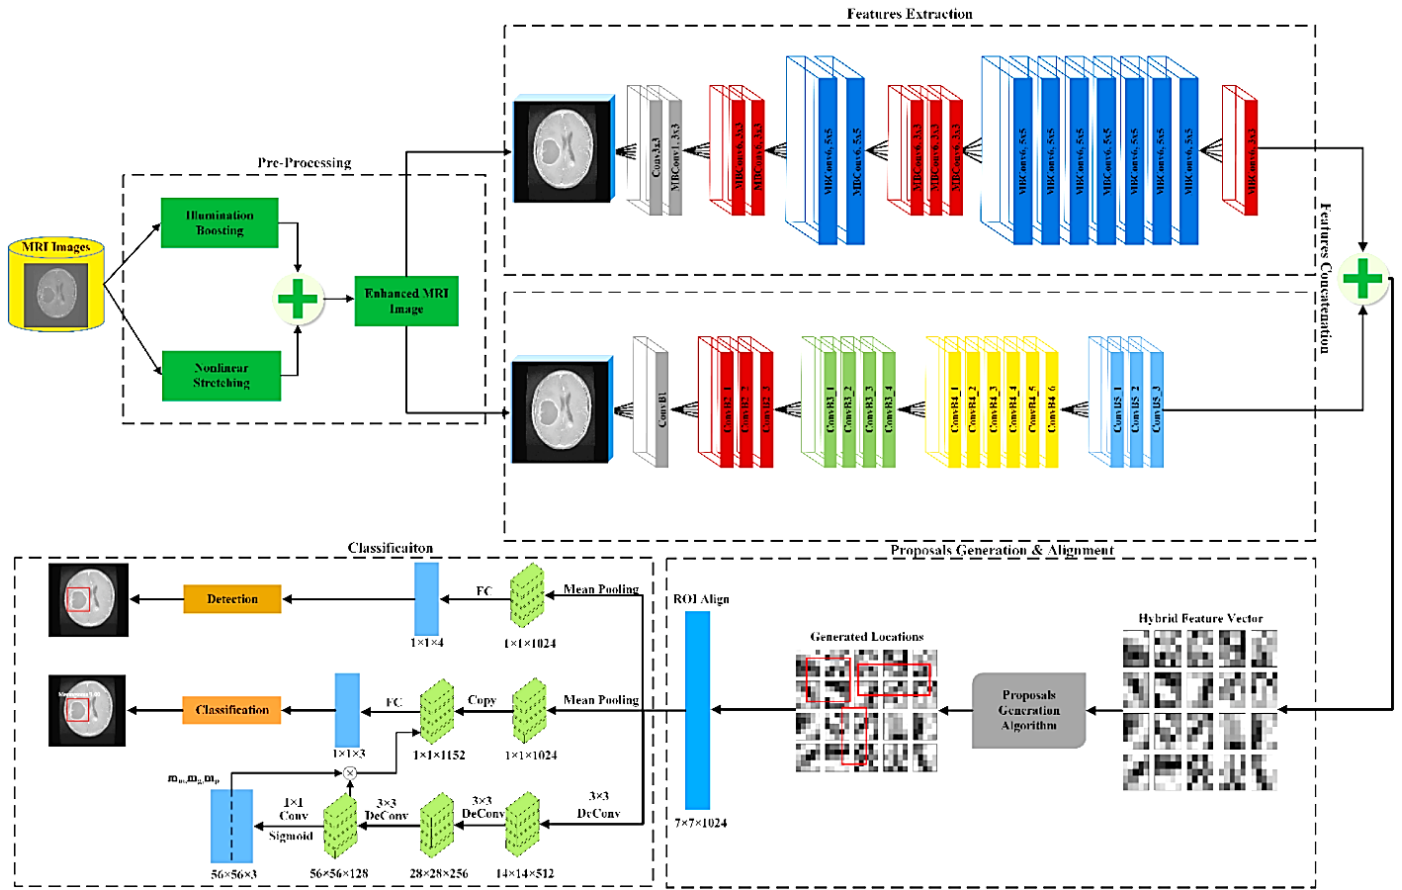 Features Extraction
Conv3x3
MBConv1, 3x3
MBConv6, 3x3
MBConv6, 3x3
MBConv6, 5x5
MBConv6, 5x5
MBConv6, 3x3
MBConv6, 3x3
MBConv6, 3x3
MBConv6, 5x5
MBConv6, 5x5
MBConv6, 5x5
MBConv6, 5x5
MBConv6, 5x5
MBConv6, 5x5
MBConv6, 5x5
MBConv6, 3x3
Pre-Processing
MRI Images
Illumination
Boosting
Nonlinear
Stretching
Enhanced MRI
Image
Features Concatenation
ConvB1
ConvB2_1
ConvB2_2
ConvB2_3
ConvB3_1
ConvB3_2
ConvB3_3
ConvB3_4
ConvB4_1
ConvB4_2
ConvB4_3
ConvB4_4
ConvB4_5
ConvB4_6
ConvB5_1
ConvB5_2
ConvB5_3
Classificaiton
Detection
FC
Mean Pooling
1×1×4
1×1×1024
Classification
FC
Copy
Mean Pooling
1×1×3
1×1×1152
1×1×1024
m_m,m_g,m_p
1×1
Conv
Sigmoid
3×3
DeConv
3×3
DeConv
3×3
DeConv
56×56×3
56×56×128
28×28×256
14×14×512
Proposals Generation & Alignment
ROI Align
7×7×1024
Generated Locations
Proposals
Generation
Algorithm
Hybrid Feature Vector